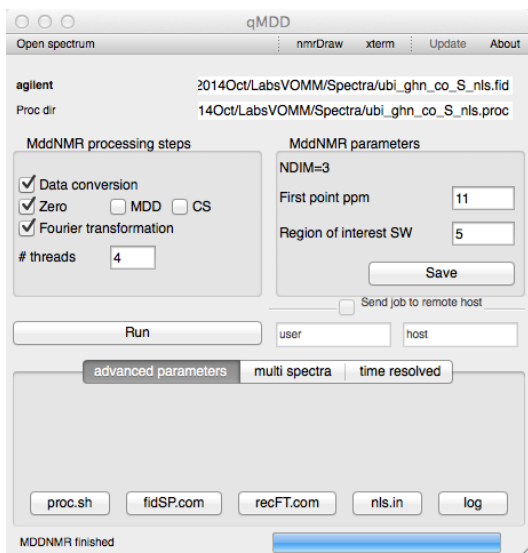 qMDD
Open spectrum nmrDraw xterm Update About
agilent 2014Oct/LabsVOMM/Spectra/ubi_ghn_co_S_nls.fid
Proc dir 14Oct/LabsVOMM/Spectra/ubi_ghn_co_S_nls.proc
MddNMR processing steps MddNMR parameters
NDIM=3
Data conversion
First point ppm 11
Zero MDD CS
Fourier transformation
Region of interest SW 5
# threads 4
Save
Send job to remote host
Run user host
advanced parameters multi spectra time resolved
proc.sh fidSP.com recFT.com nls.in log
MDDNMR finished